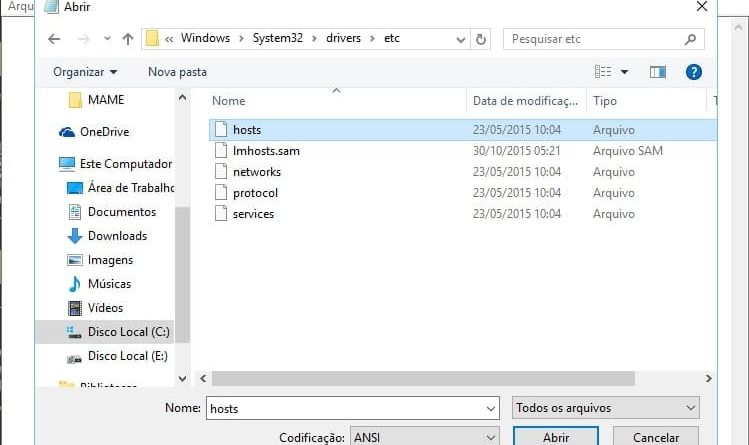 Arqu
Abrir
« Windows › System32 › drivers › etc
Pesquisar etc
Organizar
Nova pasta
Nome
Data de modificaç...
Tipo
T
MAME
OneDrive
Este Computador
Área de Trabalho
Documentos
Downloads
Imagens
Músicas
Vídeos
Disco Local (C:)
Disco Local (E:)
Bibliotecas
hosts 23/05/2015 10:04 Arquivo
lmhosts.sam 30/10/2015 05:21 Arquivo SAM
networks 23/05/2015 10:04 Arquivo
protocol 23/05/2015 10:04 Arquivo
services 23/05/2015 10:04 Arquivo
Nome: hosts
Todos os arquivos
Codificação: ANSI
Abrir
Cancelar